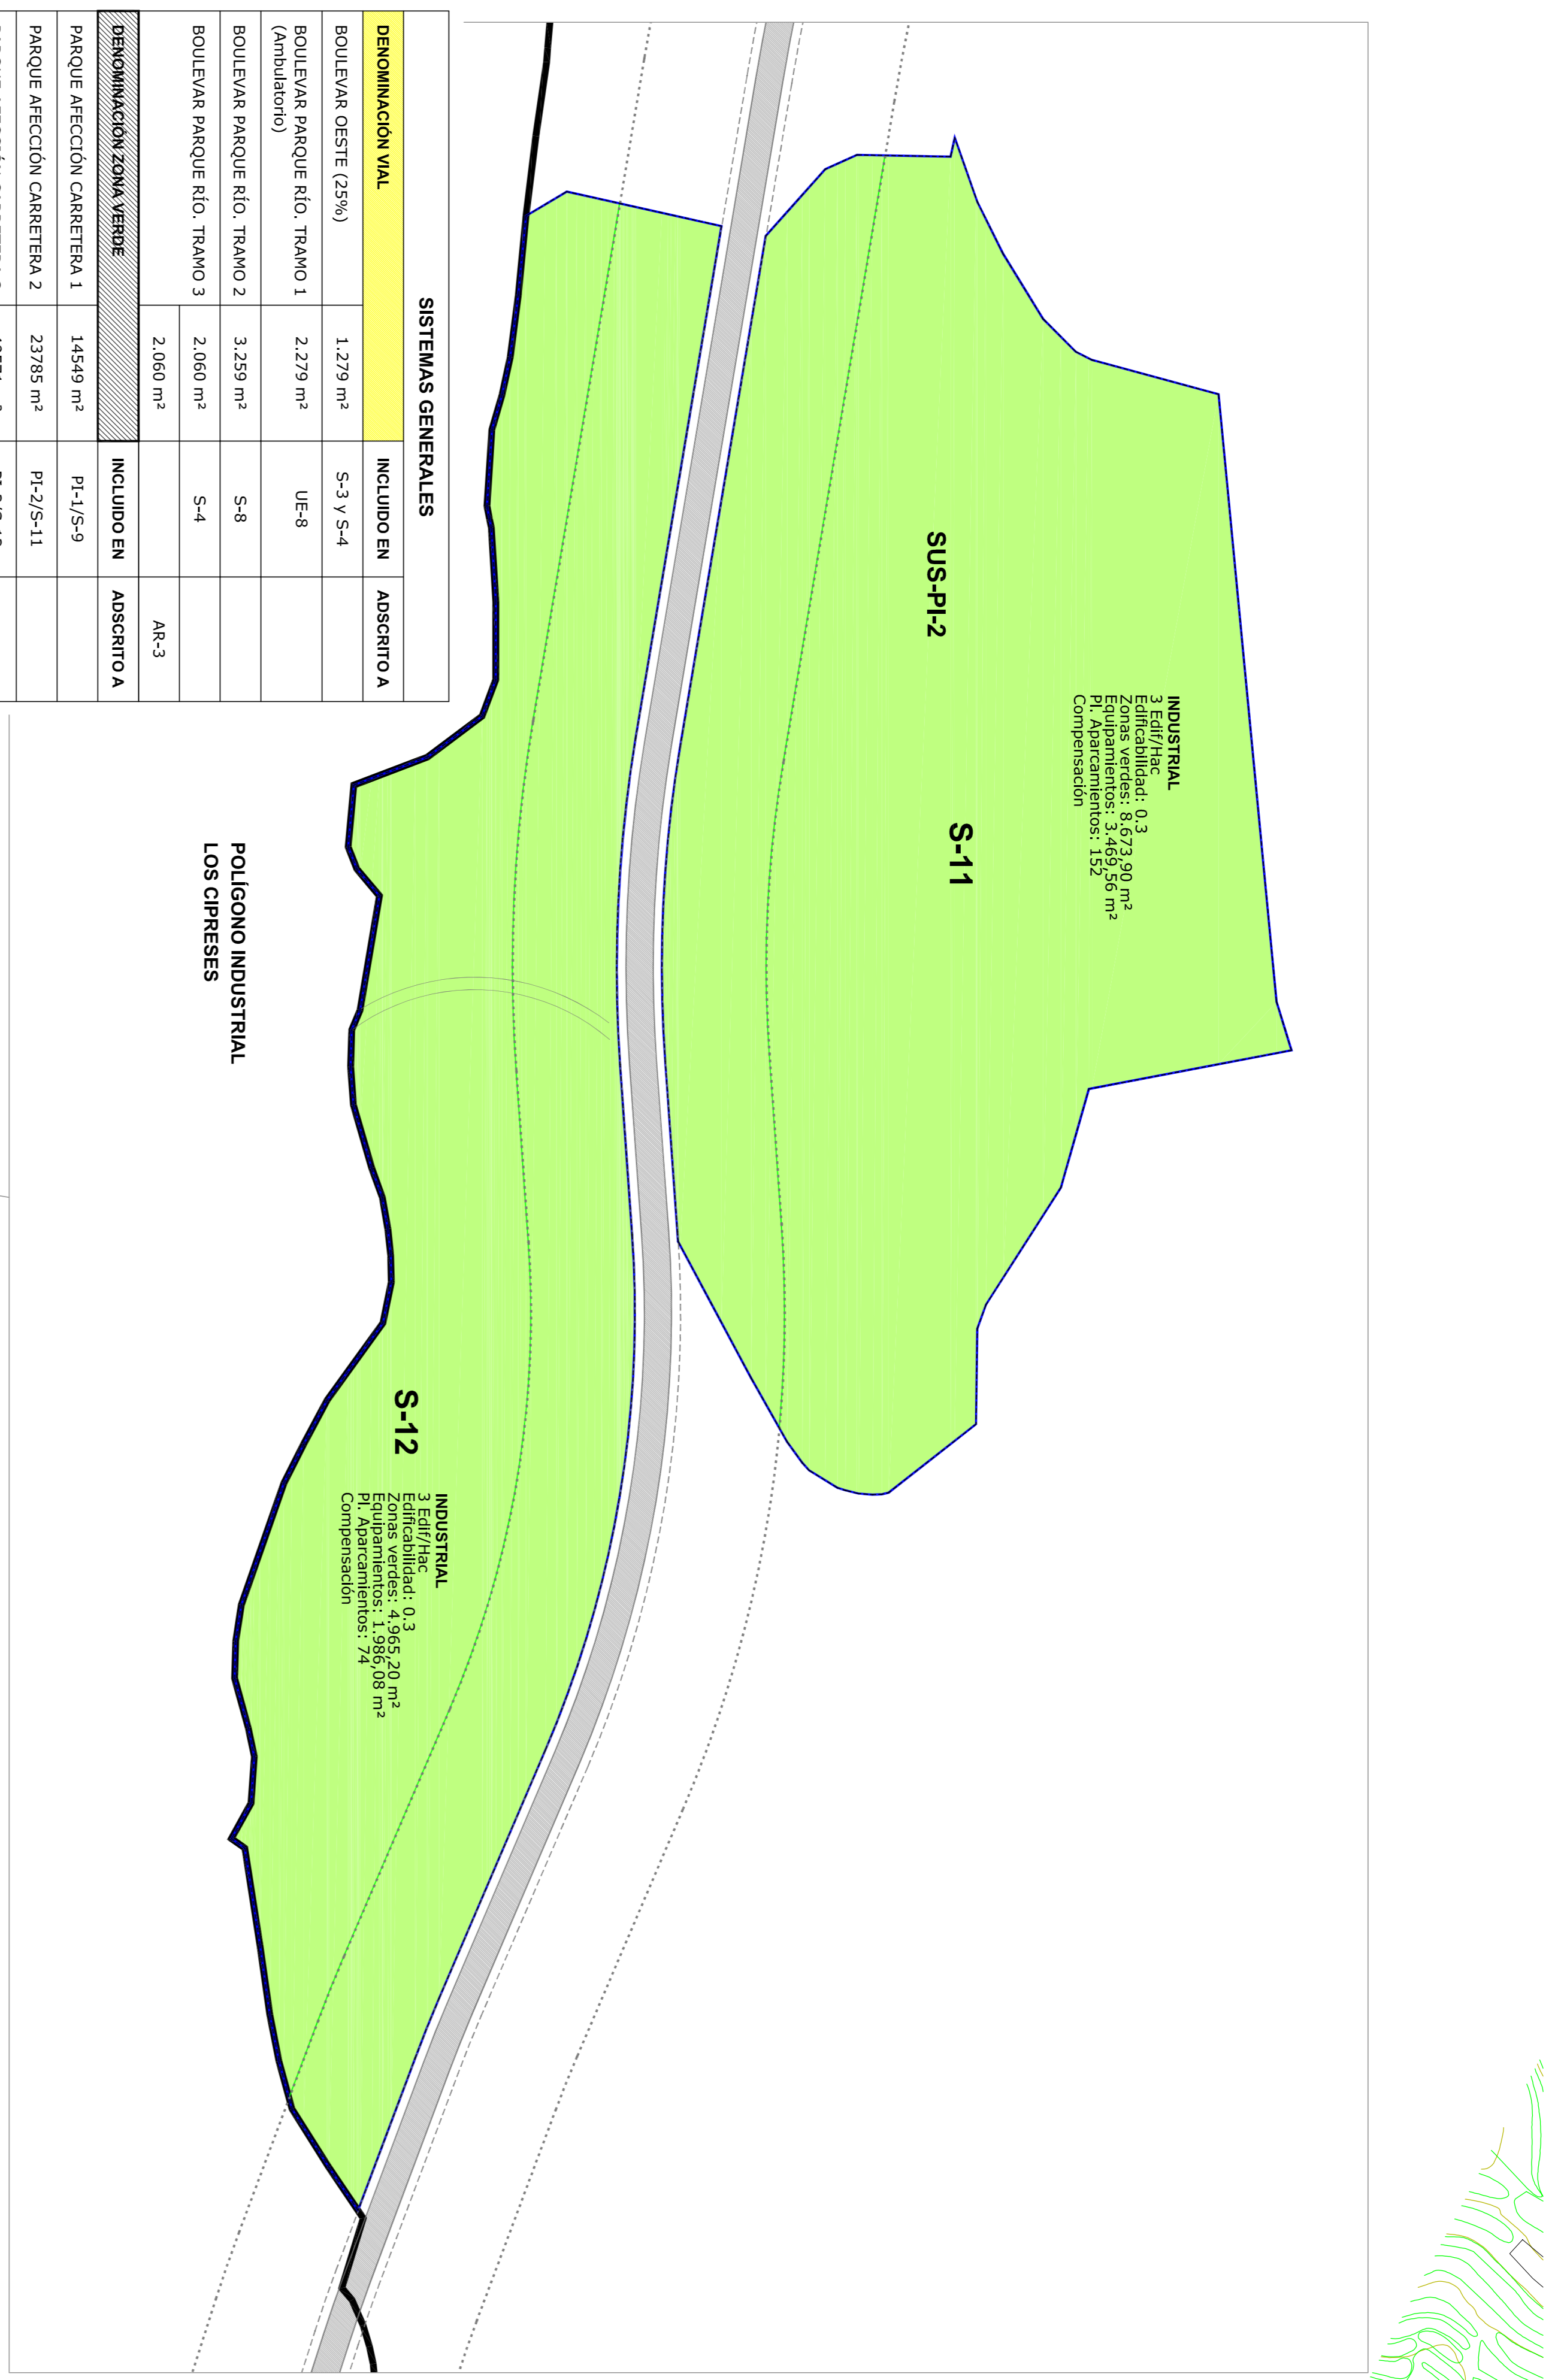 SISTEMAS GENERALES
DENOMINACIÓN VIAL INCLUIDO EN ADSCRITO A
BOULEVAR OESTE (25%) 1.279 m² S-3 y S-4
BOULEVAR PARQUE RÍO. TRAMO 1 2.279 m² UE-8
(Ambulatorio)
BOULEVAR PARQUE RÍO. TRAMO 2 3.259 m² S-8
BOULEVAR PARQUE RÍO. TRAMO 3 2.060 m² S-4
2.060 m² AR-3
DENOMINACIÓN ZONA VERDE INCLUIDO EN ADSCRITO A
PARQUE AFECCIÓN CARRETERA 1 14549 m² PI-1/S-9
PARQUE AFECCIÓN CARRETERA 2 23785 m² PI-2/S-11
SUS-PI-2
S-11
INDUSTRIAL
3 Edif/Hac
Edificabilidad: 0.3
Zonas verdes: 8.673,90 m²
Equipamientos: 3.469,56 m²
Pl. Aparcamientos: 152
Compensación
POLÍGONO INDUSTRIAL
LOS CIPRESES
S-12
INDUSTRIAL
3 Edif/Hac
Edificabilidad: 0.3
Zonas verdes: 4.965,20 m²
Equipamientos: 1.986,08 m²
Pl. Aparcamientos: 74
Compensación